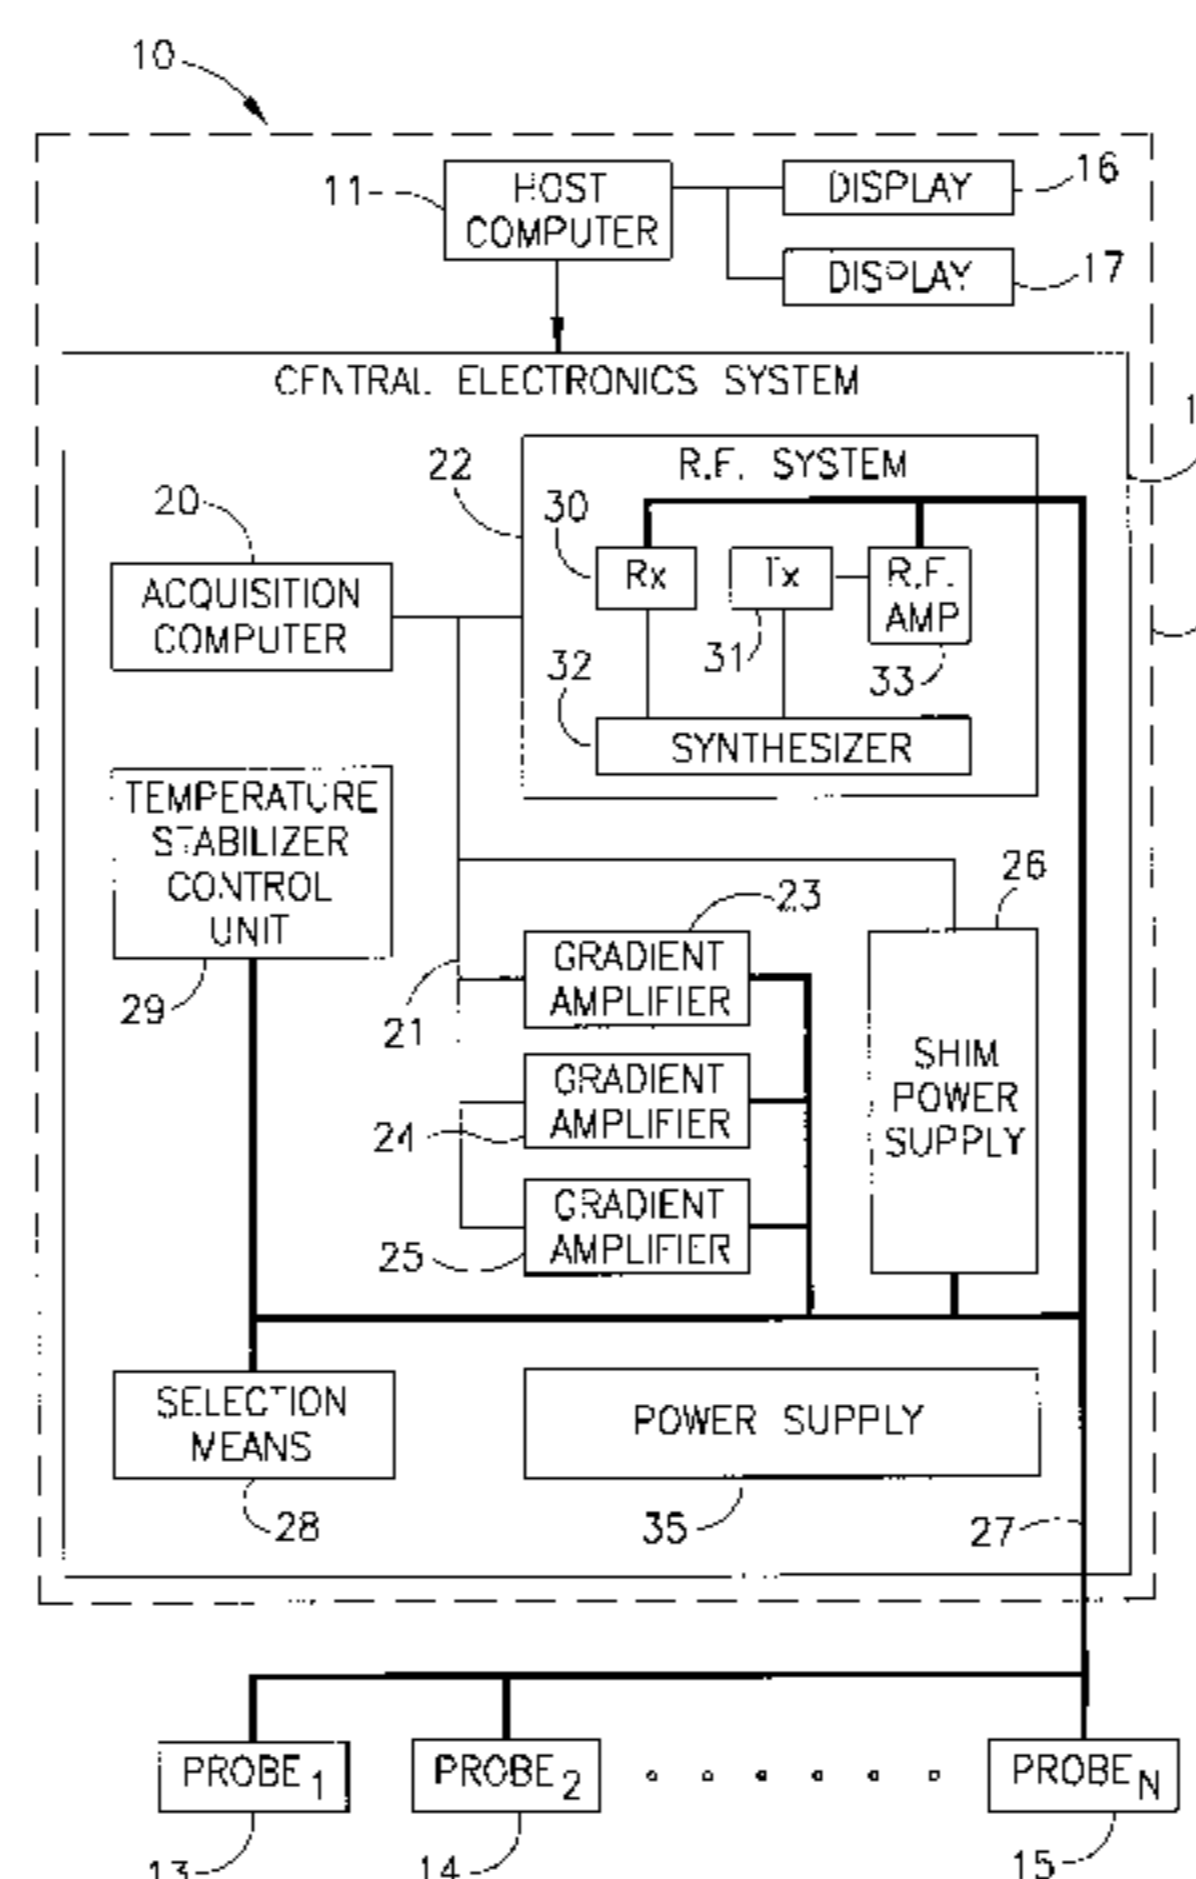 10
11
HOST
COMPUTER
DISPLAY
16
DISPLAY
17
CENTRAL ELECTRONICS SYSTEM
22
R.F. SYSTEM
20
30
Rx
Tx
R.F.
AMP
ACQUISITION
COMPUTER
31
33
32
SYNTHESIZER
TEMPERATURE
STABILIZER
CONTROL
UNIT
29
21
23
26
GRADIENT
AMPLIFIER
GRADIENT
AMPLIFIER
24
SHIM
POWER
SUPPLY
GRADIENT
AMPLIFIER
25
SELECTION
MEANS
28
POWER SUPPLY
35
27
PROBE1
PROBE2
PROBEN
13
14
15